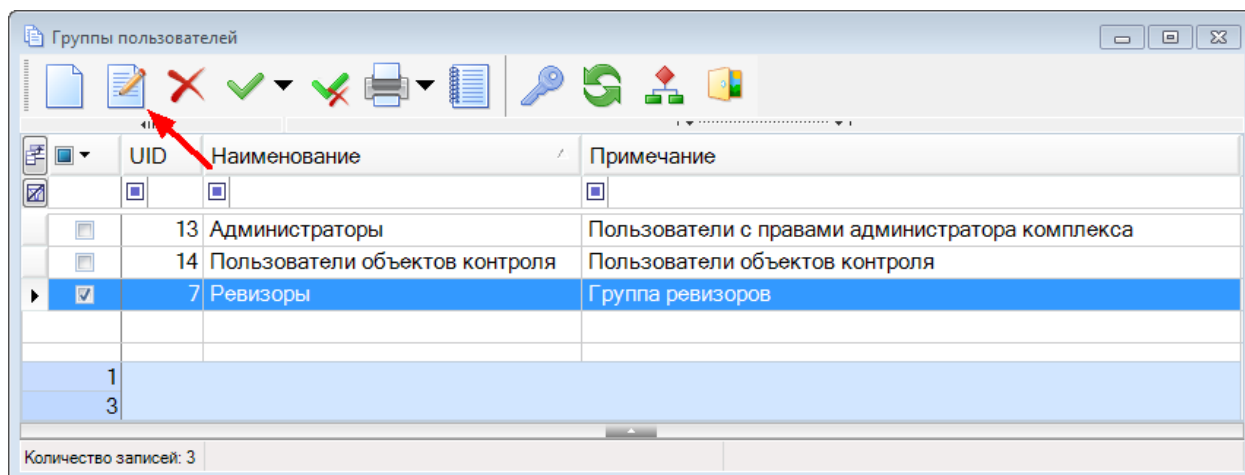 Группы пользователей
UID Наименование Примечание
13 Администраторы Пользователи с правами администратора комплекса
14 Пользователи объектов контроля Пользователи объектов контроля
7 Ревизоры Группа ревизоров
1
3
Количество записей: 3